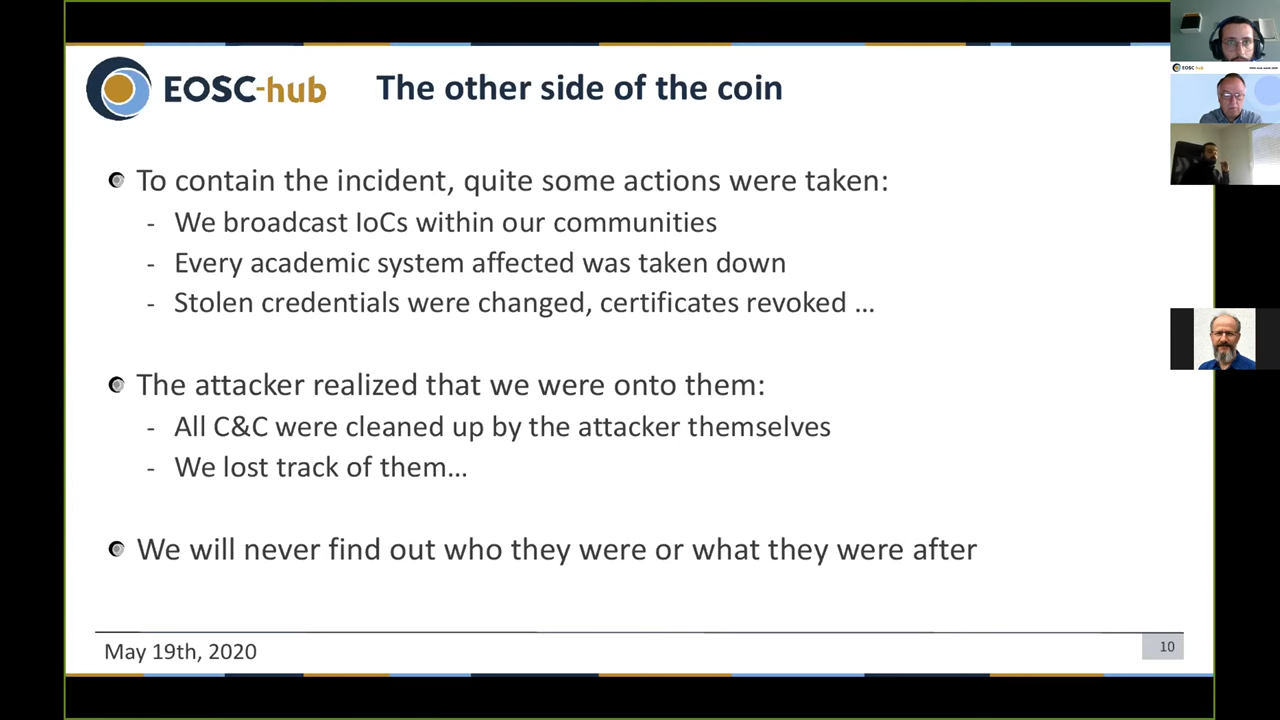 EOSC-hub
The other side of the coin
To contain the incident, quite some actions were taken:
- We broadcast IoCs within our communities
- Every academic system affected was taken down
- Stolen credentials were changed, certificates revoked …
The attacker realized that we were onto them:
- All C&C were cleaned up by the attacker themselves
- We lost track of them…
We will never find out who they were or what they were after
May 19th, 2020
10
EOSC-hub